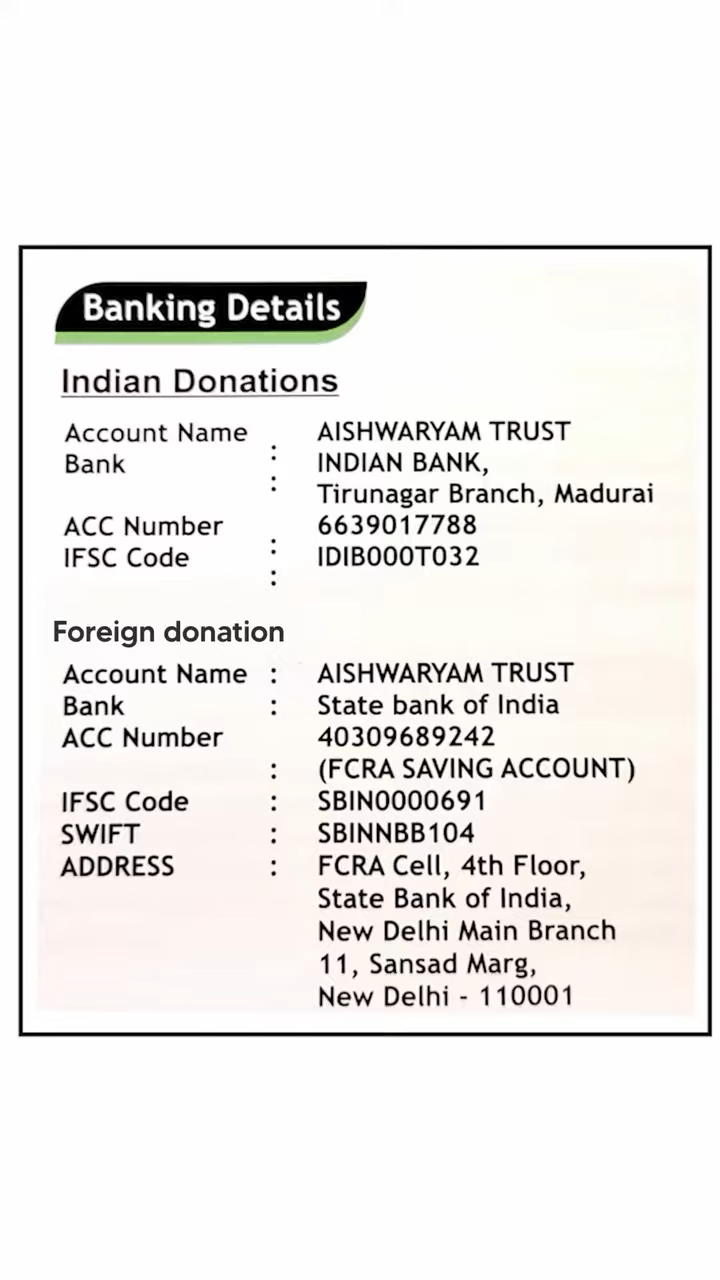 Banking Details
Indian Donations
Account Name : AISHWARYAM TRUST
Bank : INDIAN BANK,
Tirunagar Branch, Madurai
ACC Number : 6639017788
IFSC Code : IDIB000T032
Foreign donation
Account Name : AISHWARYAM TRUST
Bank : State bank of India
ACC Number 40309689242
: (FCRA SAVING ACCOUNT)
IFSC Code : SBIN0000691
SWIFT : SBINNBB104
ADDRESS : FCRA Cell, 4th Floor,
State Bank of India,
New Delhi Main Branch
11, Sansad Marg,
New Delhi - 110001